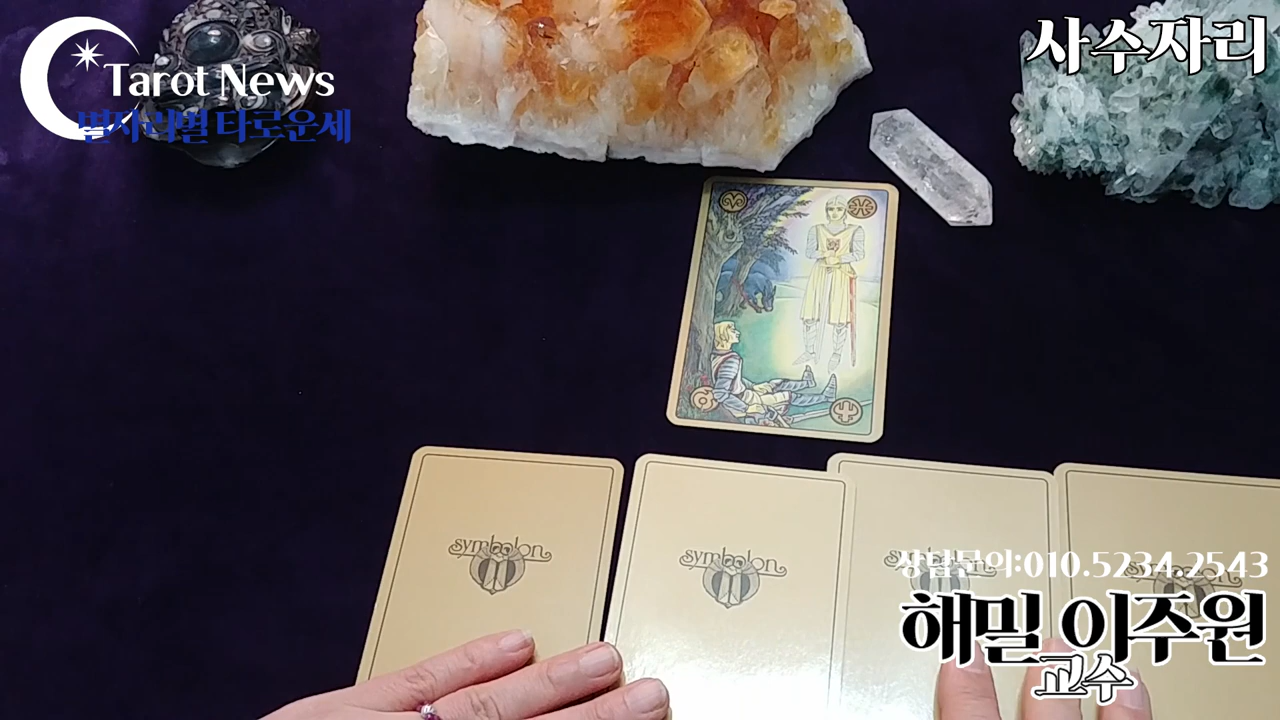 Tarot News
별자리별 타로운세
사수자리
symbolon
symbolon
symbolon
상담문의:010.5234.2543
해밀 이주원
교수